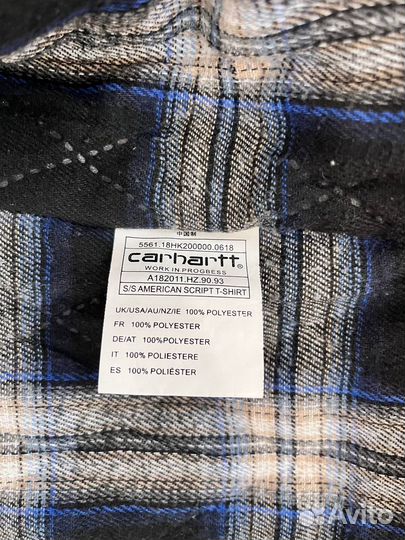 中国制
5561.18HK200000.0618
carhartt
WORK IN PROGRESS
A182011.HZ.90.93
S/S AMERICAN SCRIPT T-SHIRT
UK/USA/AU/NZ/IE 100% POLYESTER
FR 100% POLYESTER
DE/AT 100% POLYESTER
IT 100% POLIESTERE
ES 100% POLIÉSTER
Avito